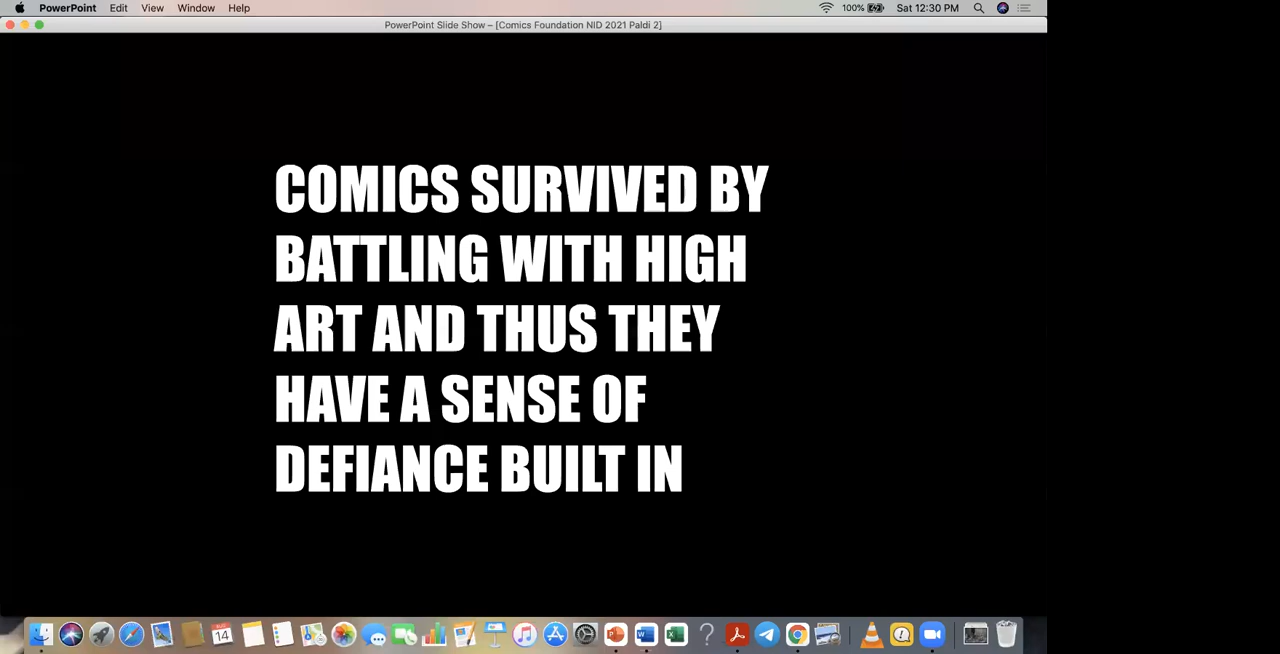 PowerPoint Edit View Window Help 100% Sat 12:30 PM
PowerPoint Slide Show – [Comics Foundation NID 2021 Paldi 2]
COMICS SURVIVED BY
BATTLING WITH HIGH
ART AND THUS THEY
HAVE A SENSE OF
DEFIANCE BUILT IN
14